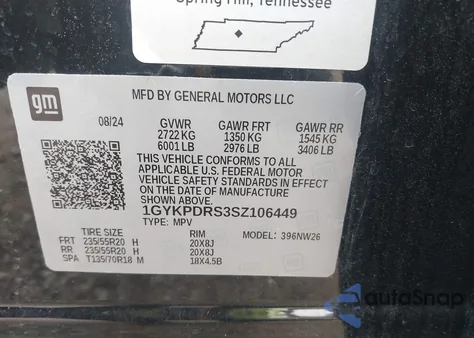 Spring Hill, Tennessee
gm
MFD BY GENERAL MOTORS LLC
08/24 GVWR GAWR FRT GAWR RR
2722 KG 1350 KG 1545 KG
6001 LB 2976 LB 3406 LB
THIS VEHICLE CONFORMS TO ALL
APPLICABLE U.S. FEDERAL MOTOR
VEHICLE SAFETY STANDARDS IN EFFECT
ON THE DATE OF MANUFACTURE
SHOWN ABOVE.
1GYKPDRS3SZ106449
TYPE: MPV
TIRE SIZE RIM MODEL: 396NW26
FRT 235/55R20 H 20X8J
RR 235/55R20 H 20X8J
SPA T135/70R18 M 18X4.5B
autoSnap